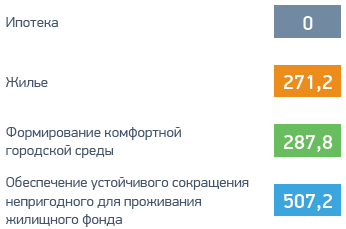 Ипотека 0
Жилье 271,2
Формирование комфортной
городской среды 287,8
Обеспечение устойчивого сокращения
непригодного для проживания 507,2
жилищного фонда